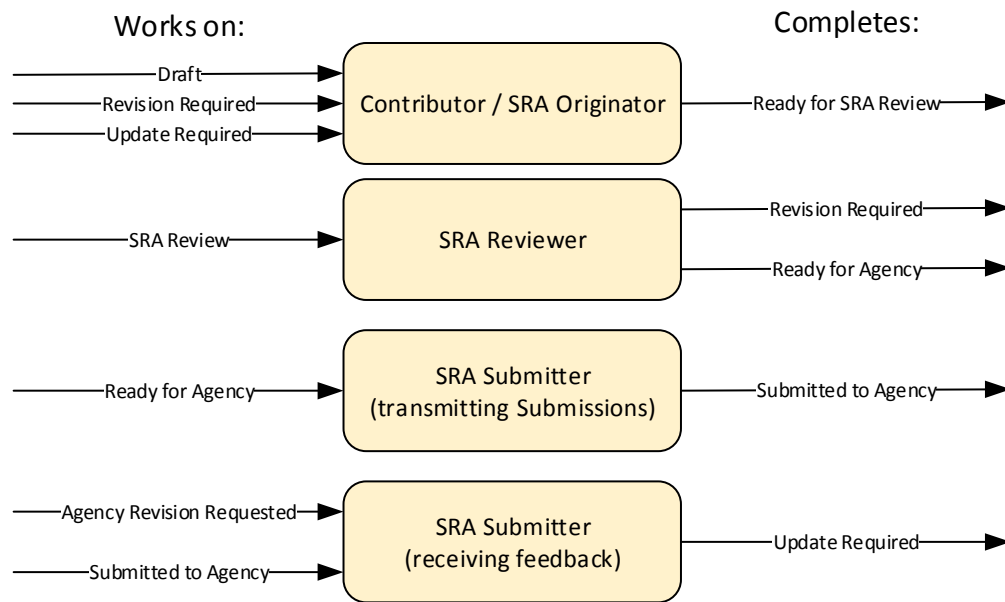 Works on:
Completes:
Draft
Revision Required
Update Required
Contributor / SRA Originator
Ready for SRA Review
SRA Review
SRA Reviewer
Revision Required
Ready for Agency
Ready for Agency
SRA Submitter
(transmitting Submissions)
Submitted to Agency
Agency Revision Requested
Submitted to Agency
SRA Submitter
(receiving feedback)
Update Required